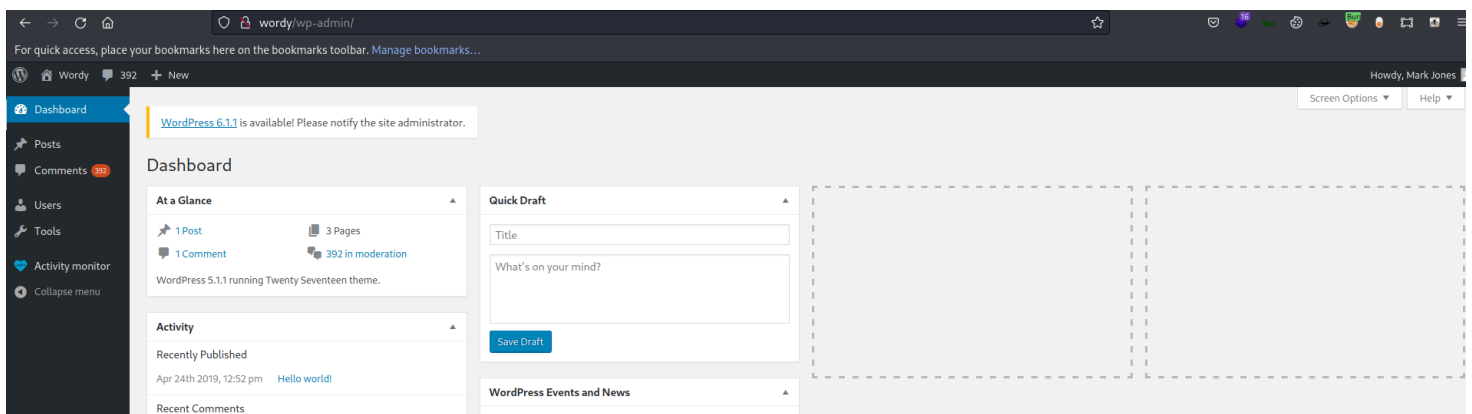 wordy/wp-admin/
16
For quick access, place your bookmarks here on the bookmarks toolbar. Manage bookmarks...
Wordy 392 + New Howdy, Mark Jones
Dashboard
Posts
Comments 392
Users
Tools
Activity monitor
Collapse menu
Screen Options ▼ Help ▼
WordPress 6.1.1 is available! Please notify the site administrator.
Dashboard
At a Glance
1 Post 3 Pages
1 Comment 392 in moderation
WordPress 5.1.1 running Twenty Seventeen theme.
Activity
Recently Published
Apr 24th 2019, 12:52 pm Hello world!
Recent Comments
Quick Draft
Title
What's on your mind?
Save Draft
WordPress Events and News